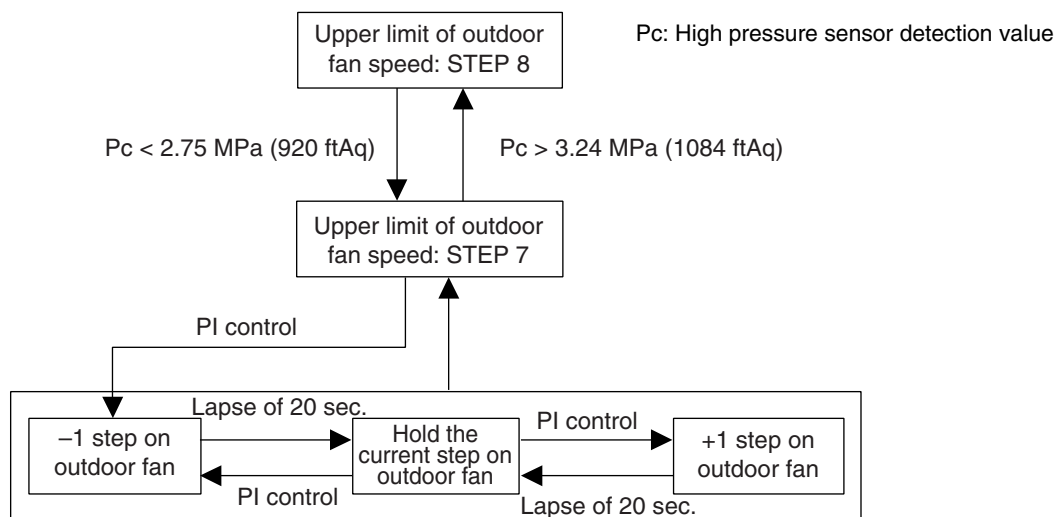 Upper limit of outdoor
fan speed: STEP 8
Pc: High pressure sensor detection value
Pc < 2.75 MPa (920 ftAq)
Pc > 3.24 MPa (1084 ftAq)
Upper limit of outdoor
fan speed: STEP 7
PI control
Lapse of 20 sec.
–1 step on
outdoor fan
Hold the
current step on
outdoor fan
PI control
+1 step on
outdoor fan
PI control
Lapse of 20 sec.